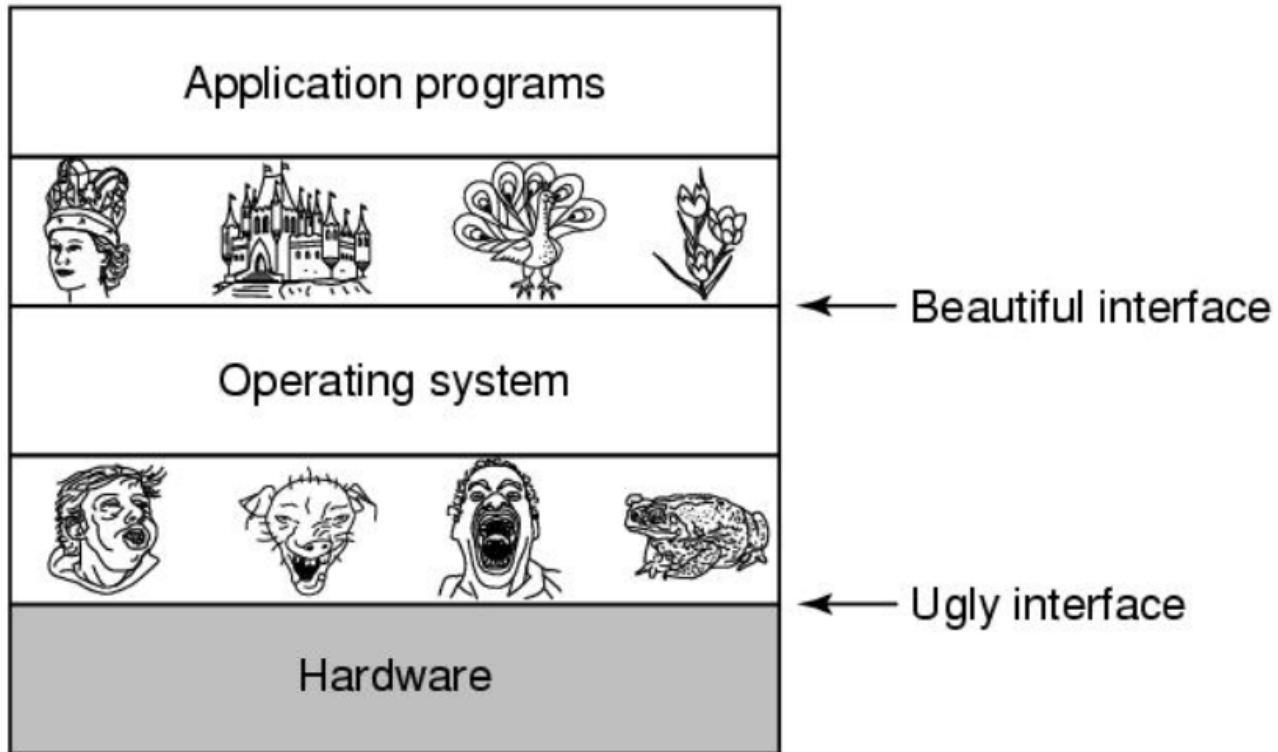 Application programs
Beautiful interface
Operating system
Ugly interface
Hardware